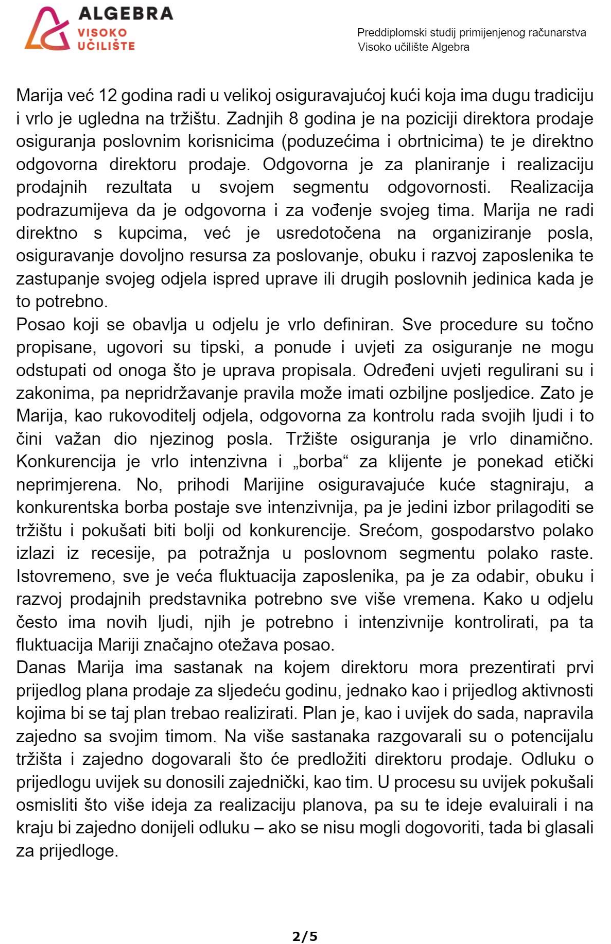 ALGEBRA
VISOKO
UČILIŠTE
Preddiplomski studij primijenjenog računarstva
Visoko učilište Algebra
Marija već 12 godina radi u velikoj osiguravajućoj kući koja ima dugu tradiciju
i vrlo je ugledna na tržištu. Zadnjih 8 godina je na poziciji direktora prodaje
osiguranja poslovnim korisnicima (poduzećima i obrtnicima) te je direktno
odgovorna direktoru prodaje. Odgovorna je za planiranje i realizaciju
prodajnih rezultata u svojem segmentu odgovornosti. Realizacija
podrazumijeva da je odgovorna i za vođenje svojeg tima. Marija ne radi
direktno s kupcima, već je usredotočena na organiziranje posla,
osiguravanje dovoljno resursa za poslovanje, obuku i razvoj zaposlenika te
zastupanje svojeg odjela ispred uprave ili drugih poslovnih jedinica kada je
to potrebno.
Posao koji se obavlja u odjelu je vrlo definiran. Sve procedure su točno
propisane, ugovori su tipski, a ponude i uvjeti za osiguranje ne mogu
odstupati od onoga što je uprava propisala. Određeni uvjeti regulirani su i
zakonima, pa nepridržavanje pravila može imati ozbiljne posljedice. Zato je
Marija, kao rukovoditelj odjela, odgovorna za kontrolu rada svojih ljudi i to
čini važan dio njezinog posla. Tržište osiguranja je vrlo dinamično.
Konkurencija je vrlo intenzivna i „borba“ za klijente je ponekad etički
neprimjerena. No, prihodi Marijine osiguravajuće kuće stagniraju, a
konkurentska borba postaje sve intenzivnija, pa je jedini izbor prilagoditi se
tržištu i pokušati biti bolji od konkurencije. Srećom, gospodarstvo polako
izlazi iz recesije, pa potražnja u poslovnom segmentu polako raste.
Istovremeno, sve je veća fluktuacija zaposlenika, pa je za odabir, obuku i
razvoj prodajnih predstavnika potrebno sve više vremena. Kako u odjelu
često ima novih ljudi, njih je potrebno i intenzivnije kontrolirati, pa ta
fluktuacija Mariji značajno otežava posao.
Danas Marija ima sastanak na kojem direktoru mora prezentirati prvi
prijedlog plana prodaje za sljedeću godinu, jednako kao i prijedlog aktivnosti
kojima bi se taj plan trebao realizirati. Plan je, kao i uvijek do sada, napravila
zajedno sa svojim timom. Na više sastanaka razgovarali su o potencijalu
tržišta i zajedno dogovarali što će predložiti direktoru prodaje. Odluku o
prijedlogu uvijek su donosili zajednički, kao tim. U procesu su uvijek pokušali
osmisliti što više ideja za realizaciju planova, pa su te ideje evaluirali i na
kraju bi zajedno donijeli odluku – ako se nisu mogli dogovoriti, tada bi glasali
za prijedloge.
2/5